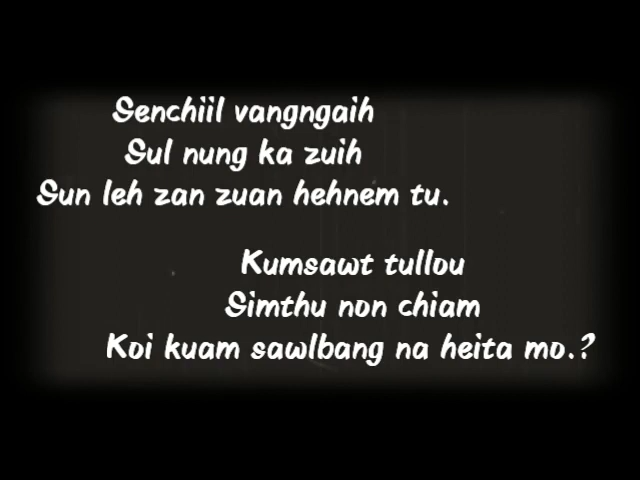 Senchiil vangngaih
Sul nung ka zuih
Sun leh zan zuan hehnem tu.
Kumsawt tullou
Simthu non chiam
Koi kuam sawlbang na heita mo.?